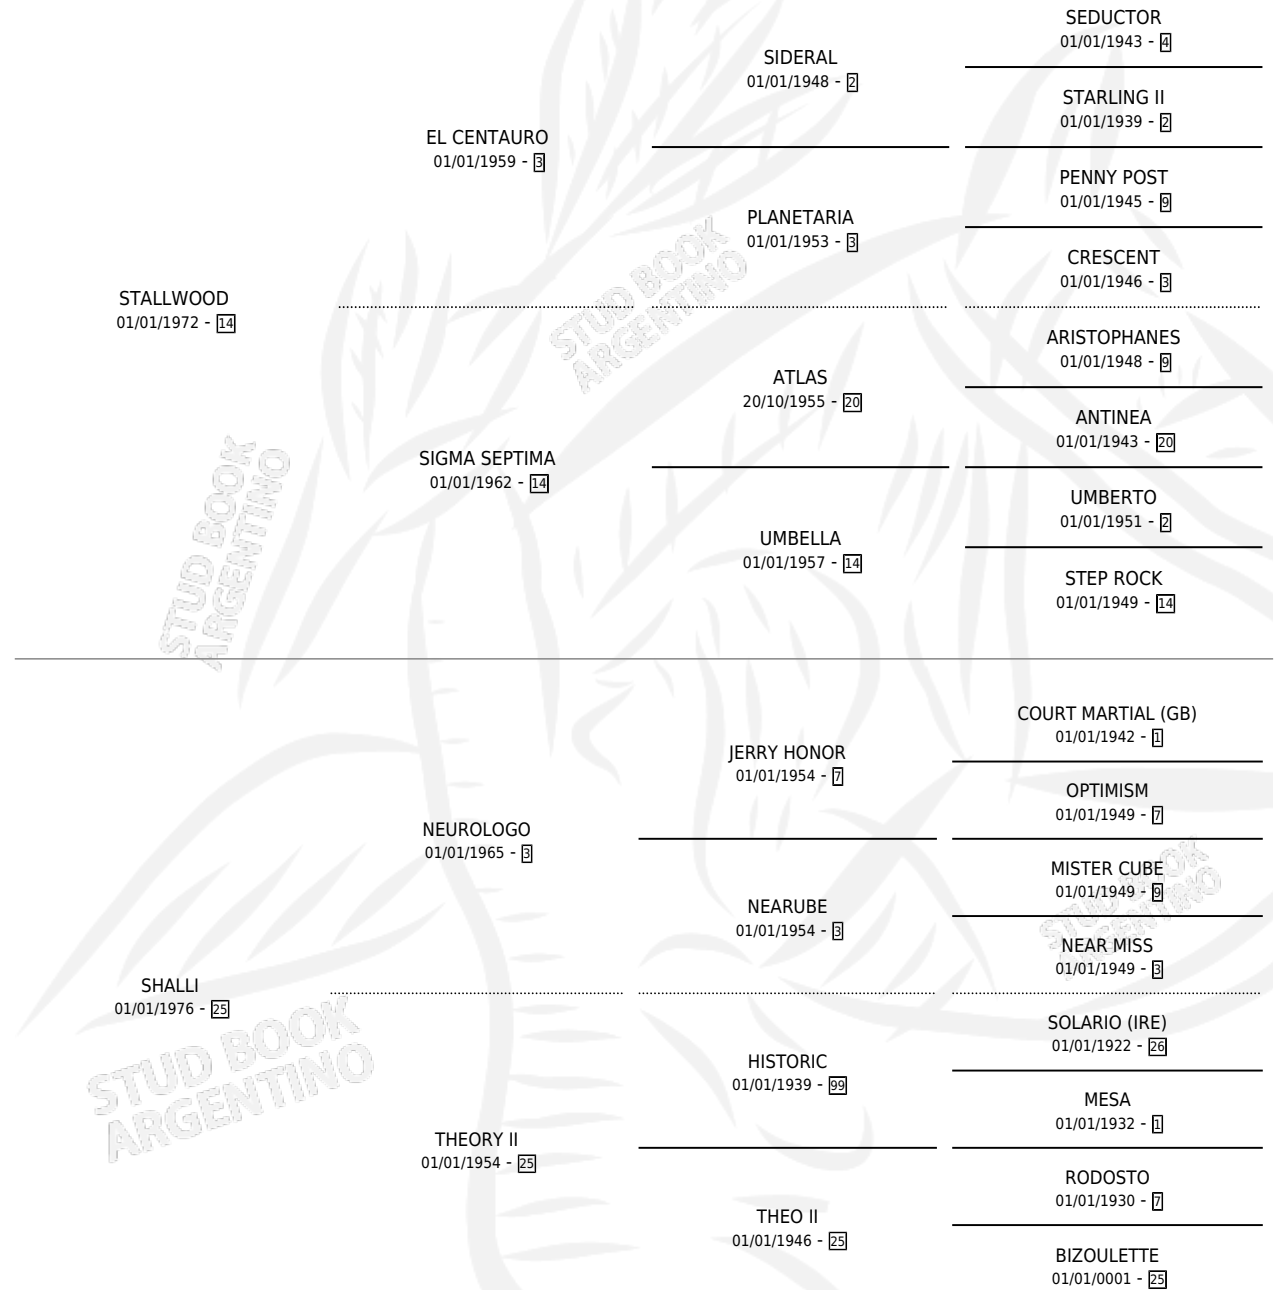 SEDUCTOR
01/01/1943 - 4
SIDERAL
01/01/1948 - 2
STARLING II
01/01/1939 - 2
EL CENTAURO
01/01/1959 - 3
PENNY POST
01/01/1945 - 9
PLANETARIA
01/01/1953 - 3
CRESCENT
01/01/1946 - 3
STALLWOOD
01/01/1972 - 14
ARISTOPHANES
01/01/1948 - 9
ATLAS
20/10/1955 - 20
ANTINEA
01/01/1943 - 20
SIGMA SEPTIMA
01/01/1962 - 14
UMBERTO
01/01/1951 - 2
UMBELLA
01/01/1957 - 14
STEP ROCK
01/01/1949 - 14
COURT MARTIAL (GB)
01/01/1942 - 1
JERRY HONOR
01/01/1954 - 7
OPTIMISM
01/01/1949 - 7
NEUROLOGO
01/01/1965 - 3
MISTER CUBE
01/01/1949 - 9
NEARUBE
01/01/1954 - 3
NEAR MISS
01/01/1949 - 3
SHALLI
01/01/1976 - 25
SOLARIO (IRE)
01/01/1922 - 26
HISTORIC
01/01/1939 - 99
MESA
01/01/1932 - 1
THEORY II
01/01/1954 - 25
RODOSTO
01/01/1930 - 7
THEO II
01/01/1946 - 25
BIZOULETTE
01/01/0001 - 25
STUD BOOK
ARGENTINO
STUD BOOK
ARGENTINO
STUD BOOK
ARGENTINO
STUD BOOK
ARGENTINO